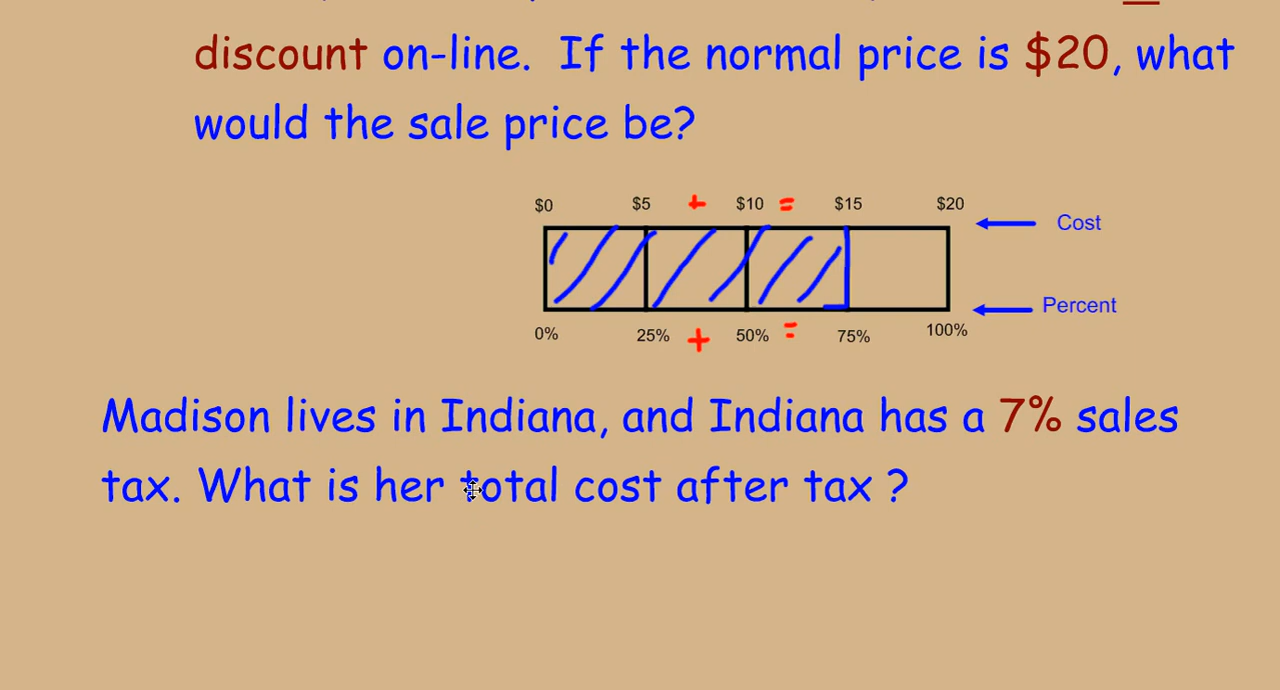 discount on-line. If the normal price is $20, what
would the sale price be?
$0 $5 + $10 = $15 $20
Cost
Percent
0% 25% + 50% = 75% 100%
Madison lives in Indiana, and Indiana has a 7% sales
tax. What is her total cost after tax ?